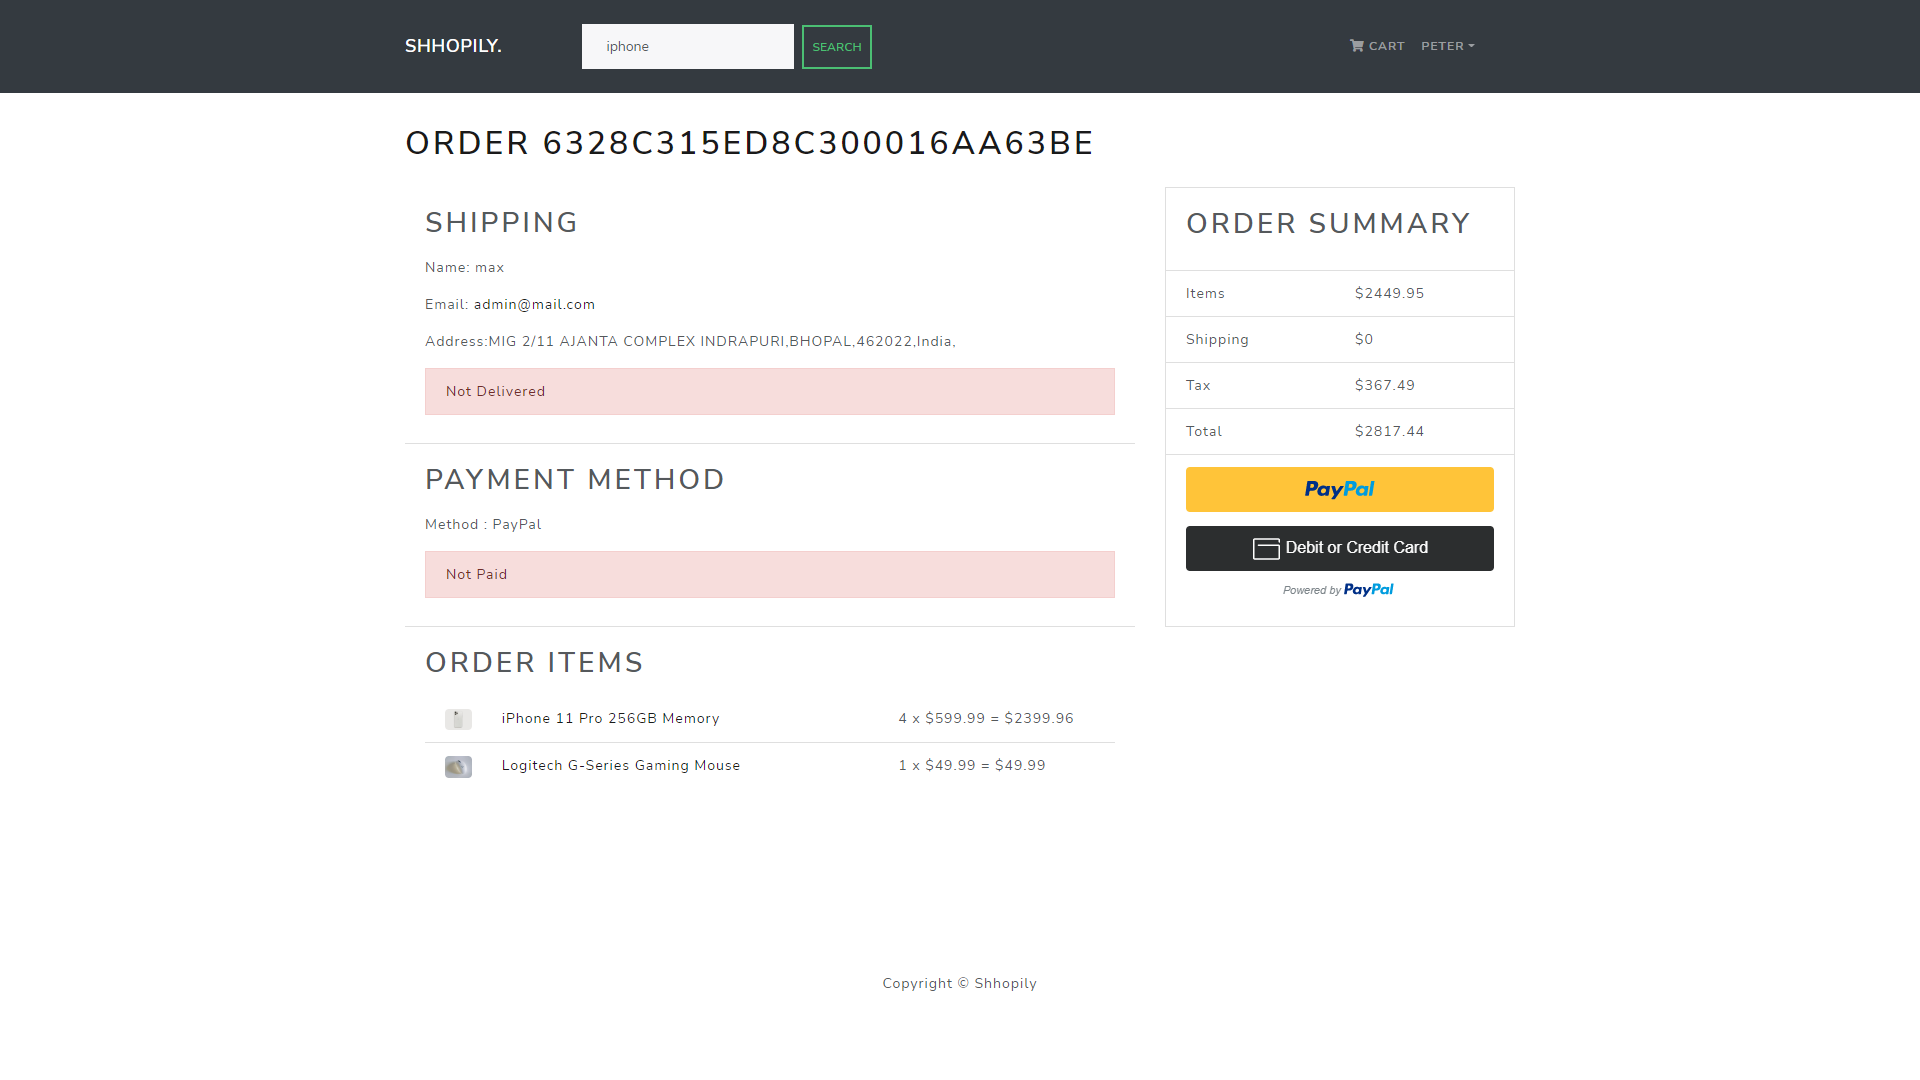 SHHOPILY.
iphone
SEARCH
CART
PETER
ORDER 6328C315ED8C300016AA63BE
SHIPPING
Name: max
Email: admin@mail.com
Address:MIG 2/11 AJANTA COMPLEX INDRAPURI,BHOPAL,462022,India,
Not Delivered
PAYMENT METHOD
Method : PayPal
Not Paid
ORDER ITEMS
iPhone 11 Pro 256GB Memory 4 x $599.99 = $2399.96
Logitech G-Series Gaming Mouse 1 x $49.99 = $49.99
ORDER SUMMARY
Items $2449.95
Shipping $0
Tax $367.49
Total $2817.44
PayPal
Debit or Credit Card
Powered by PayPal
Copyright © Shhopily